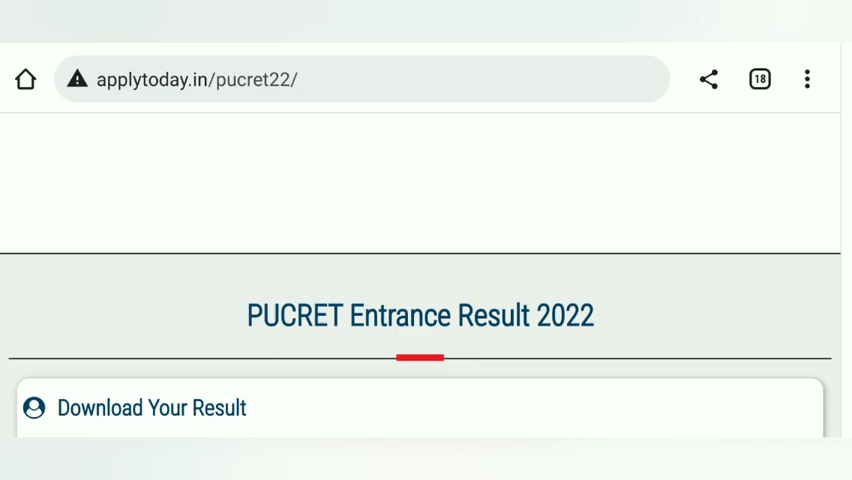 applytoday.in/pucret22/
18
PUCRET Entrance Result 2022
Download Your Result